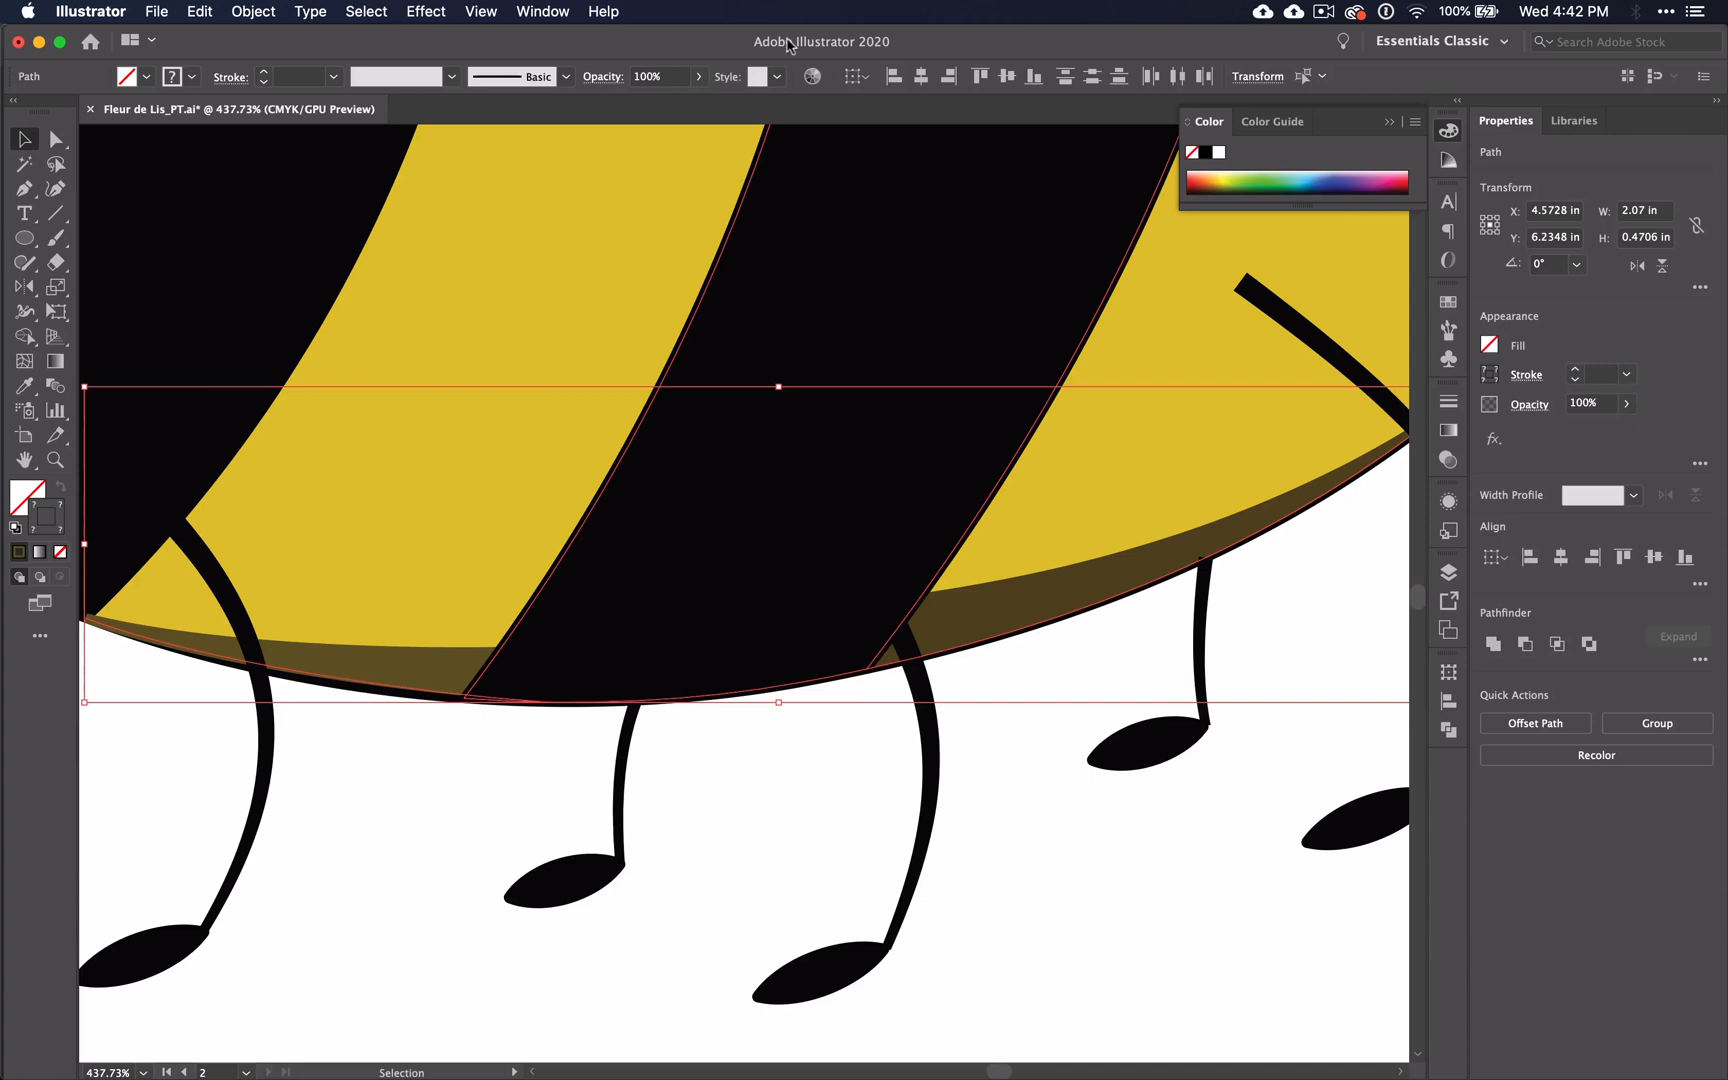 Illustrator File Edit Object Type Select Effect View Window Help 100% Wed 4:42 PM
Adobe Illustrator 2020 Essentials Classic Search Adobe Stock
Path ? Stroke: Basic Opacity: 100% Style: Transform
× Fleur de Lis_PT.ai* @ 437.73% (CMYK/GPU Preview)
Color Color Guide
Properties Libraries
Path
Transform
X: 4.5728 in W: 2.07 in
Y: 6.2348 in H: 0.4706 in
0°
Appearance
Fill
Stroke
Opacity 100%
fx.
Width Profile
Align
Pathfinder
Expand
Quick Actions
Offset Path Group
Recolor
437.73% 2 Selection